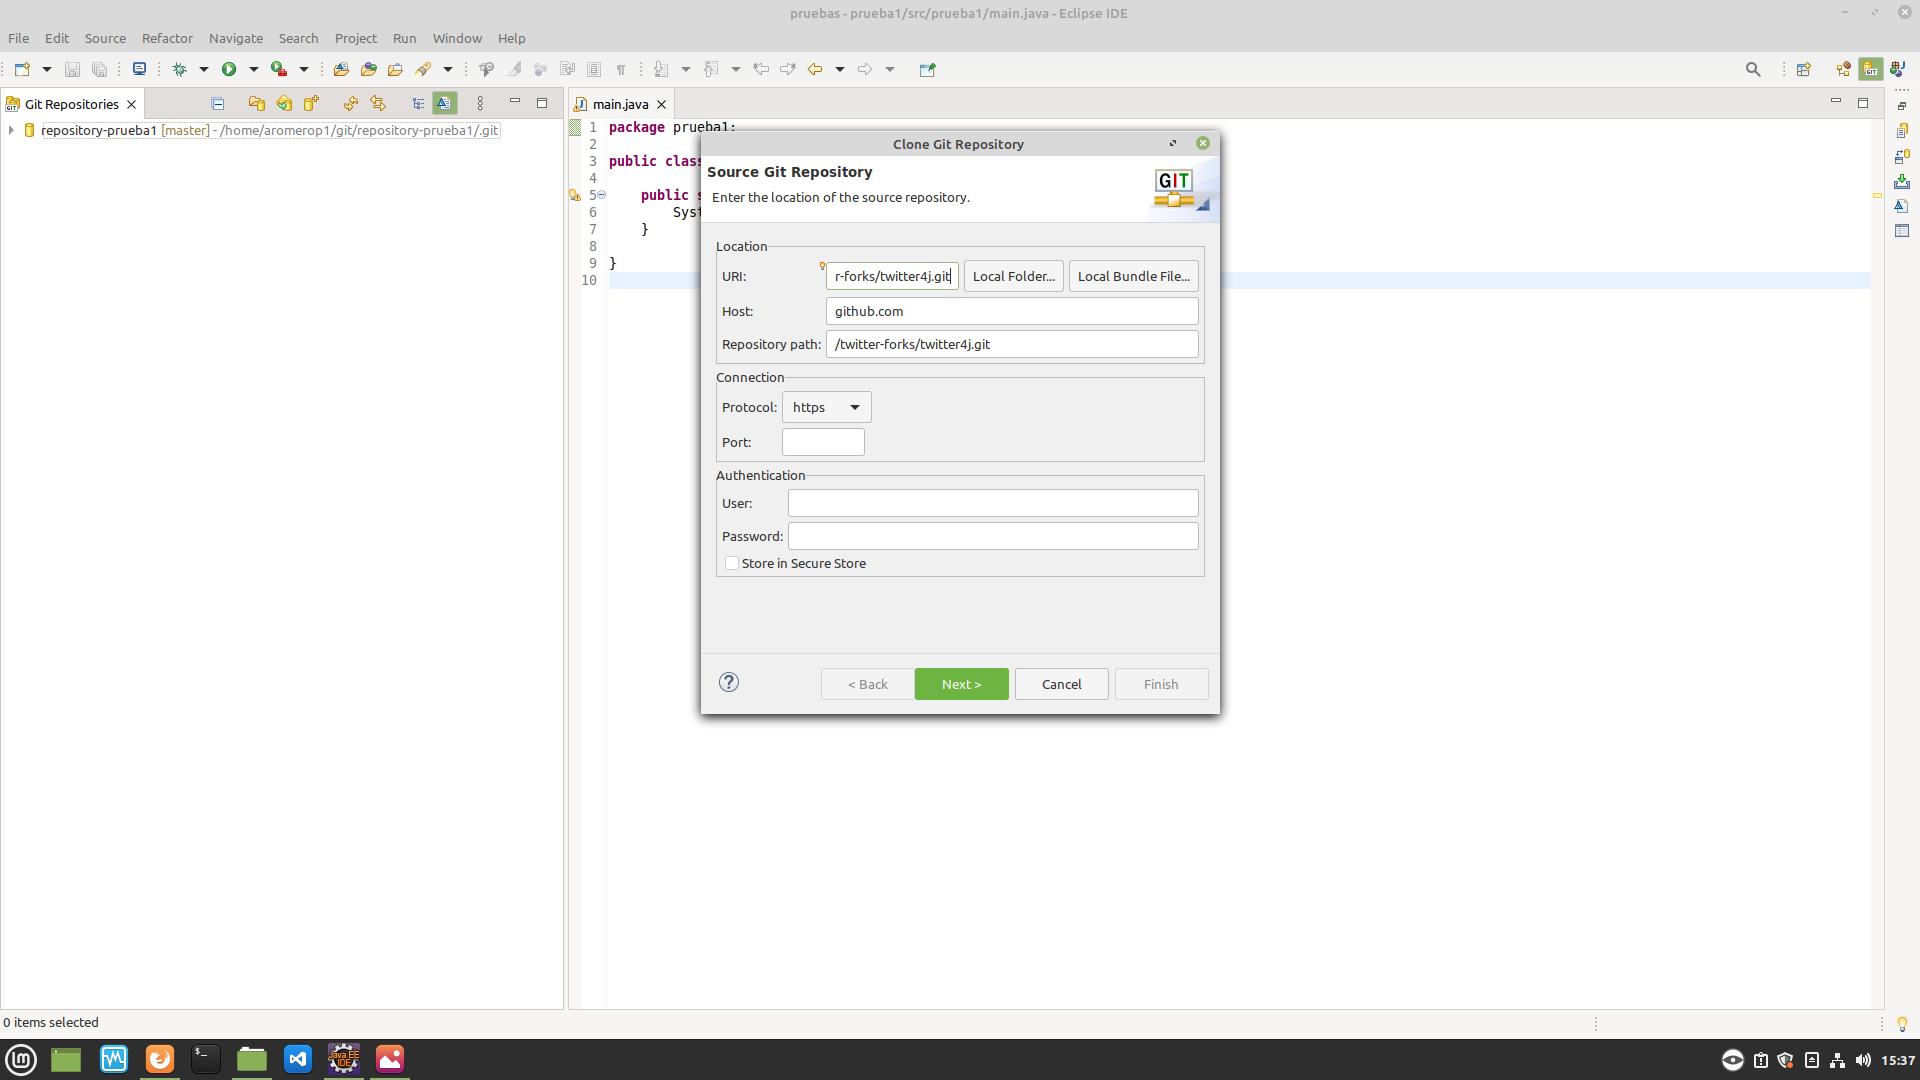 pruebas - prueba1/src/prueba1/main.java - Eclipse IDE
File Edit Source Refactor Navigate Search Project Run Window Help
Git Repositories
main.java
repository-prueba1 [master] - /home/aromerop1/git/repository-prueba1/.git
1 package prueba1;
2
3 public clas
4
5 public s
6 Syst
7 }
8
9 }
10
Clone Git Repository
Source Git Repository
Enter the location of the source repository.
GIT
Location
URI: r-forks/twitter4j.git Local Folder... Local Bundle File...
Host: github.com
Repository path: /twitter-forks/twitter4j.git
Connection
Protocol: https
Port:
Authentication
User:
Password:
Store in Secure Store
< Back Next > Cancel Finish
0 items selected
Java EE
IDE
15:37